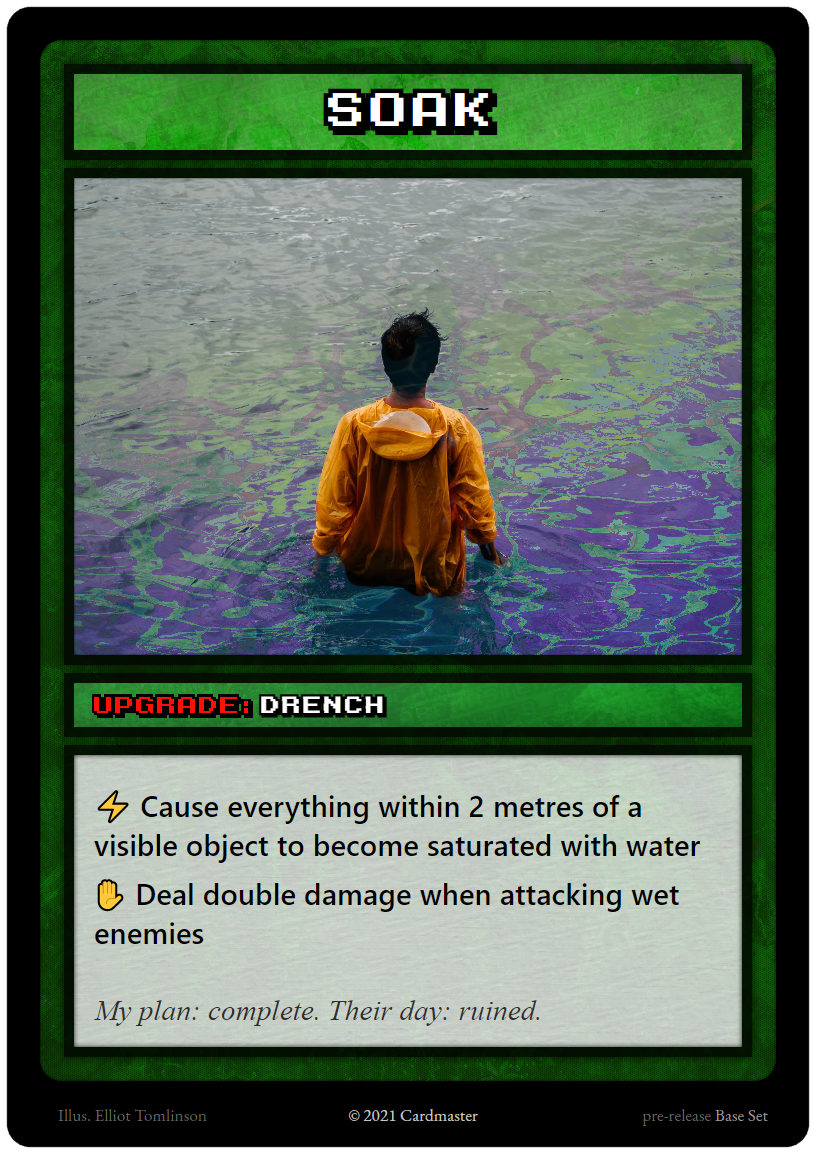 SOAK
UPGRADE: DRENCH
⚡ Cause everything within 2 metres of a
visible object to become saturated with water
✋ Deal double damage when attacking wet
enemies
My plan: complete. Their day: ruined.
Illus. Elliot Tomlinson © 2021 Cardmaster pre-release Base Set